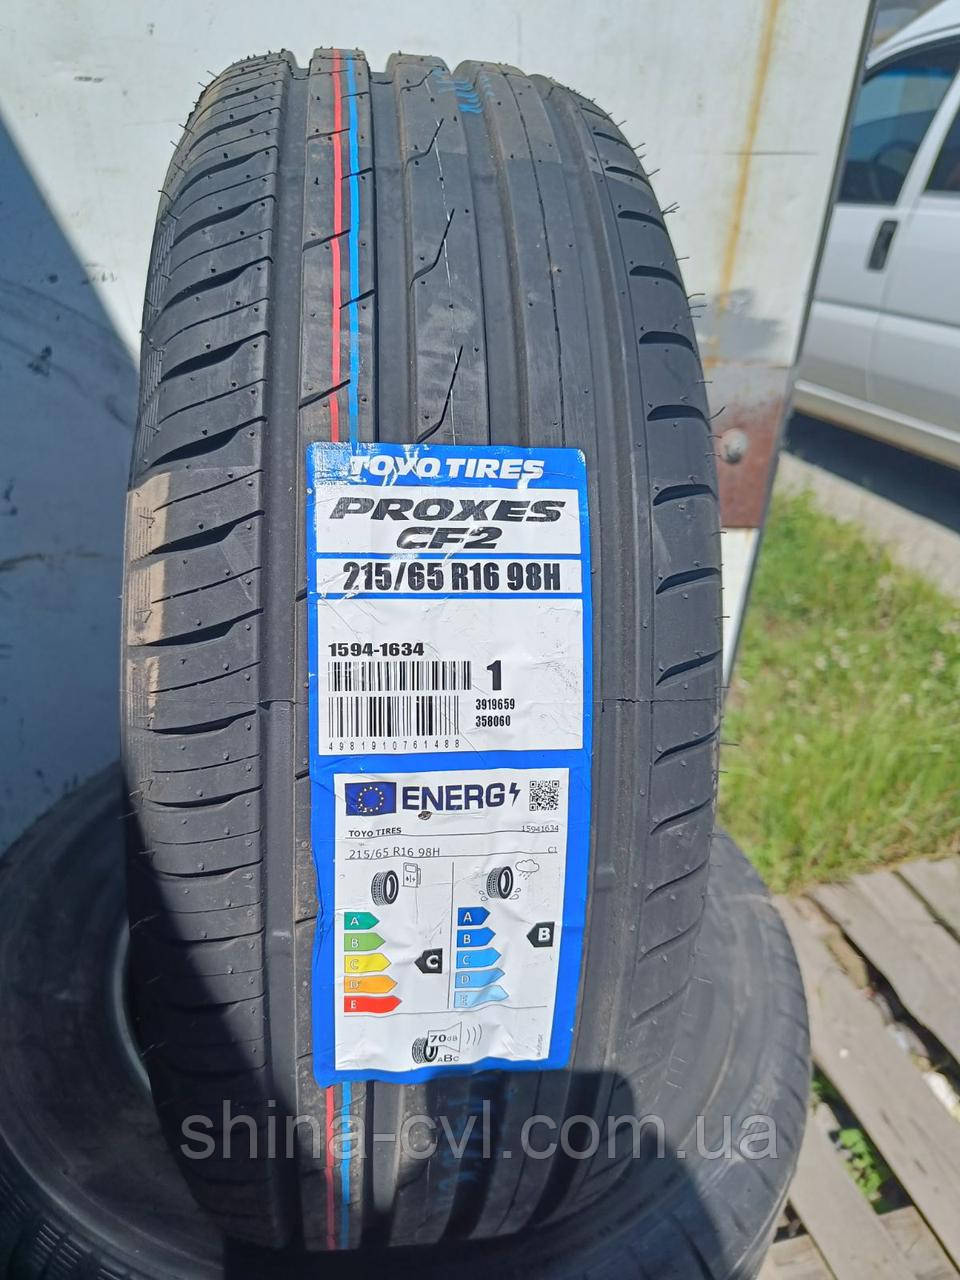 TOYO TIRES
PROXES
CF2
215/65 R16 98H
1594-1634
1
3919659
358060
4981910761488
ENERG
TOYO TIRES
15941634
215/65 R16 98H
C1
A
B
C
D
E
C
A
B
C
D
E
B
70dB
ABC
shina-cvl.com.ua